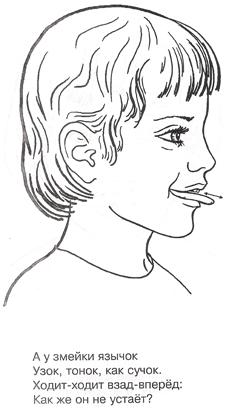 А у змейки язычок
Узок, тонок, как сучок.
Ходит-ходит взад-вперёд:
Как же он не устаёт?